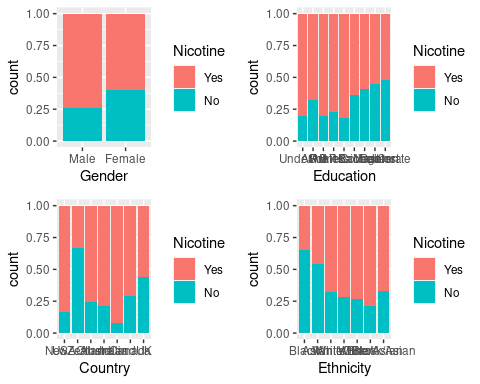 count
1.00
0.75
0.50
0.25
0.00
Male Female
Gender
Nicotine
Yes
No
count
1.00
0.75
0.50
0.25
0.00
Education
Nicotine
Yes
No
count
1.00
0.75
0.50
0.25
0.00
Country
Nicotine
Yes
No
count
1.00
0.75
0.50
0.25
0.00
Ethnicity
Nicotine
Yes
No